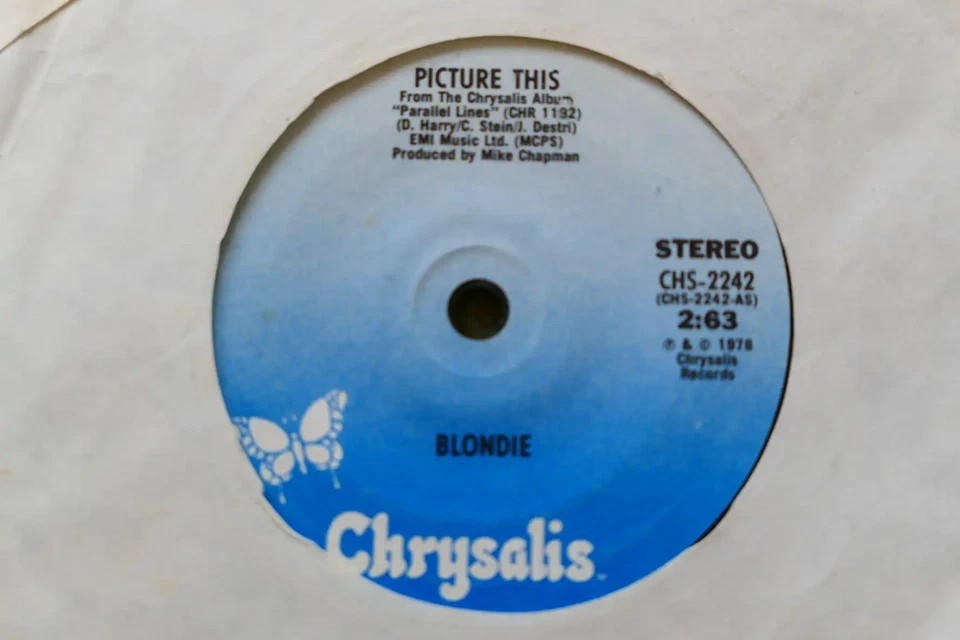 PICTURE THIS
From The Chrysalis Album
"Parallel Lines" (CHR 1192)
(D. Harry/C. Stein/J. Destri)
EMI Music Ltd. (MCPS)
Produced by Mike Chapman
STEREO
CHS-2242
(CHS-2242-AS)
2:63
℗ & © 1978
Chrysalis
Records
BLONDIE
Chrysalis™